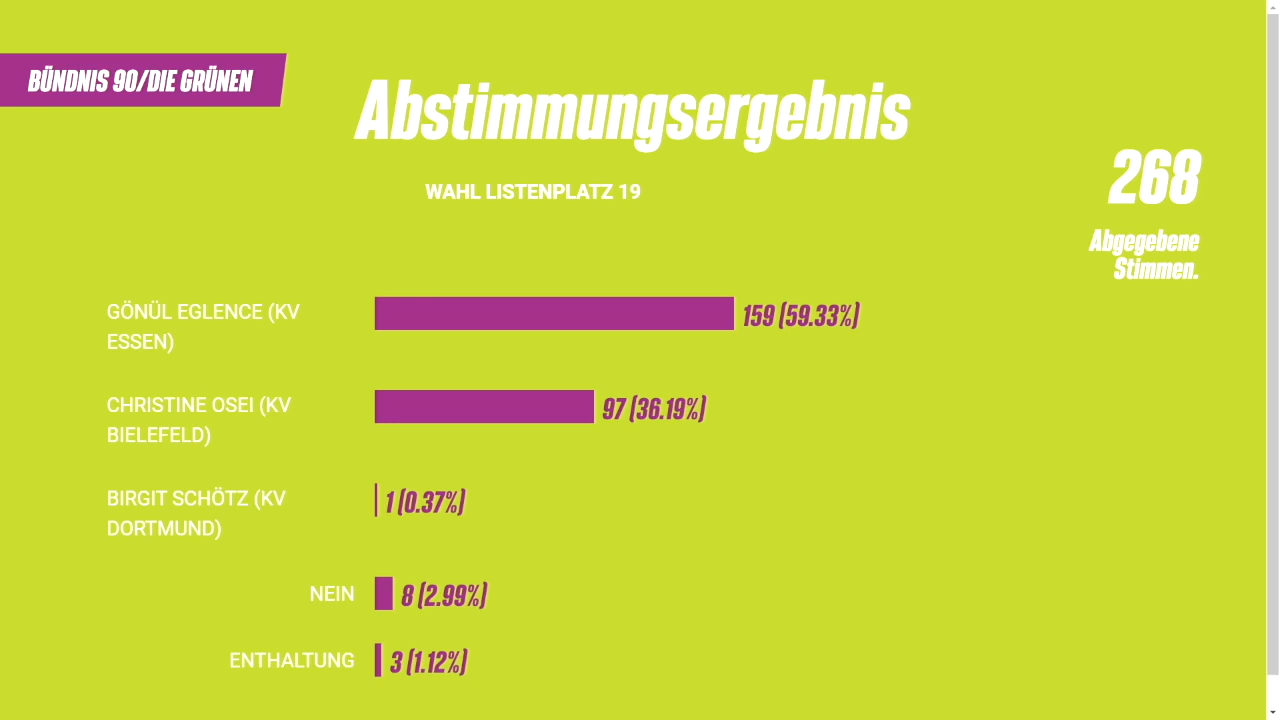 BÜNDNIS 90/DIE GRÜNEN
Abstimmungsergebnis
WAHL LISTENPLATZ 19
268
Abgegebene
Stimmen.
GÖNÜL EGLENCE (KV
ESSEN)
159 (59.33%)
CHRISTINE OSEI (KV
BIELEFELD)
97 (36.19%)
BIRGIT SCHÖTZ (KV
DORTMUND)
1 (0.37%)
NEIN
8 (2.99%)
ENTHALTUNG
3 (1.12%)